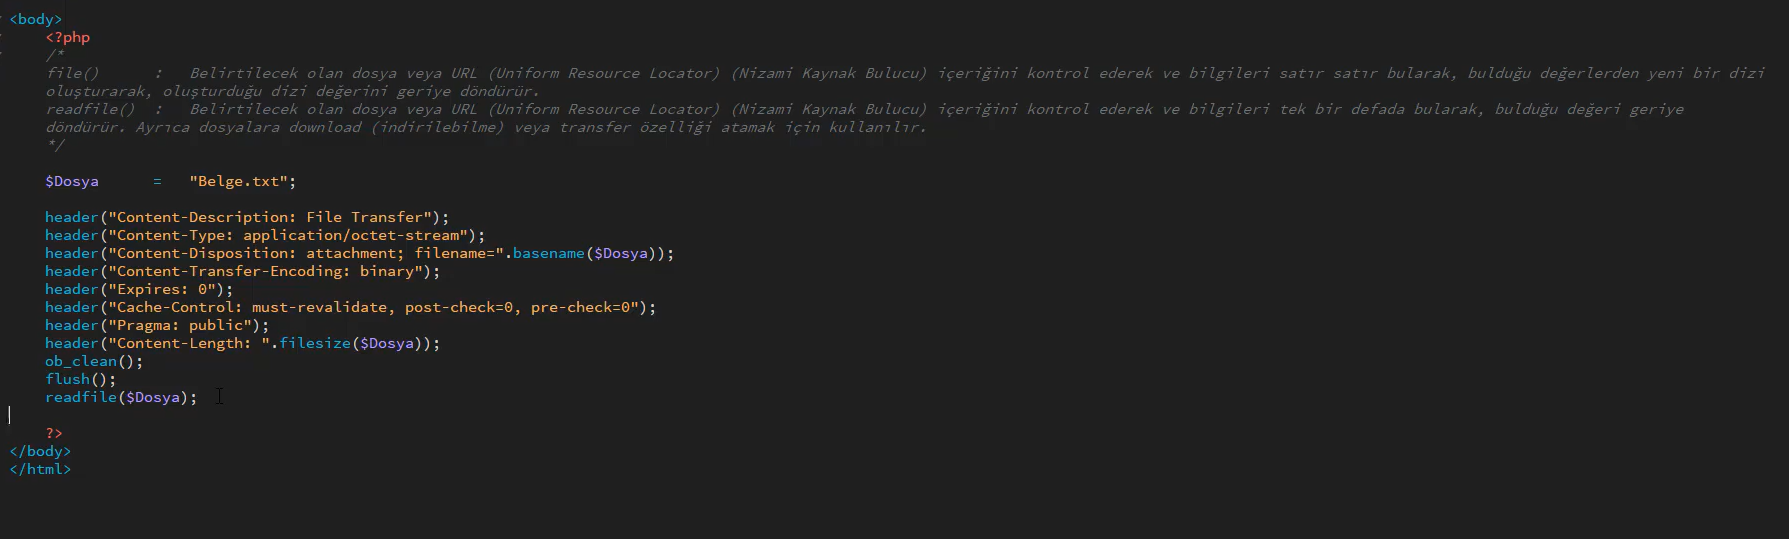 <body>
<?php
/*
file()      :   Belirtilecek olan dosya veya URL (Uniform Resource Locator) (Nizami Kaynak Bulucu) içeriğini kontrol ederek ve bilgileri satır satır bularak, bulduğu değerlerden yeni bir dizi
oluşturarak, oluşturduğu dizi değerini geriye döndürür.
readfile()  :   Belirtilecek olan dosya veya URL (Uniform Resource Locator) (Nizami Kaynak Bulucu) içeriğini kontrol ederek ve bilgileri tek bir defada bularak, bulduğu değeri geriye
döndürür. Ayrıca dosyalara download (indirilebilme) veya transfer özelliği atamak için kullanılır.
*/
$Dosya      =   "Belge.txt";
header("Content-Description: File Transfer");
header("Content-Type: application/octet-stream");
header("Content-Disposition: attachment; filename=".basename($Dosya));
header("Content-Transfer-Encoding: binary");
header("Expires: 0");
header("Cache-Control: must-revalidate, post-check=0, pre-check=0");
header("Pragma: public");
header("Content-Length: ".filesize($Dosya));
ob_clean();
flush();
readfile($Dosya);
?>
</body>
</html>